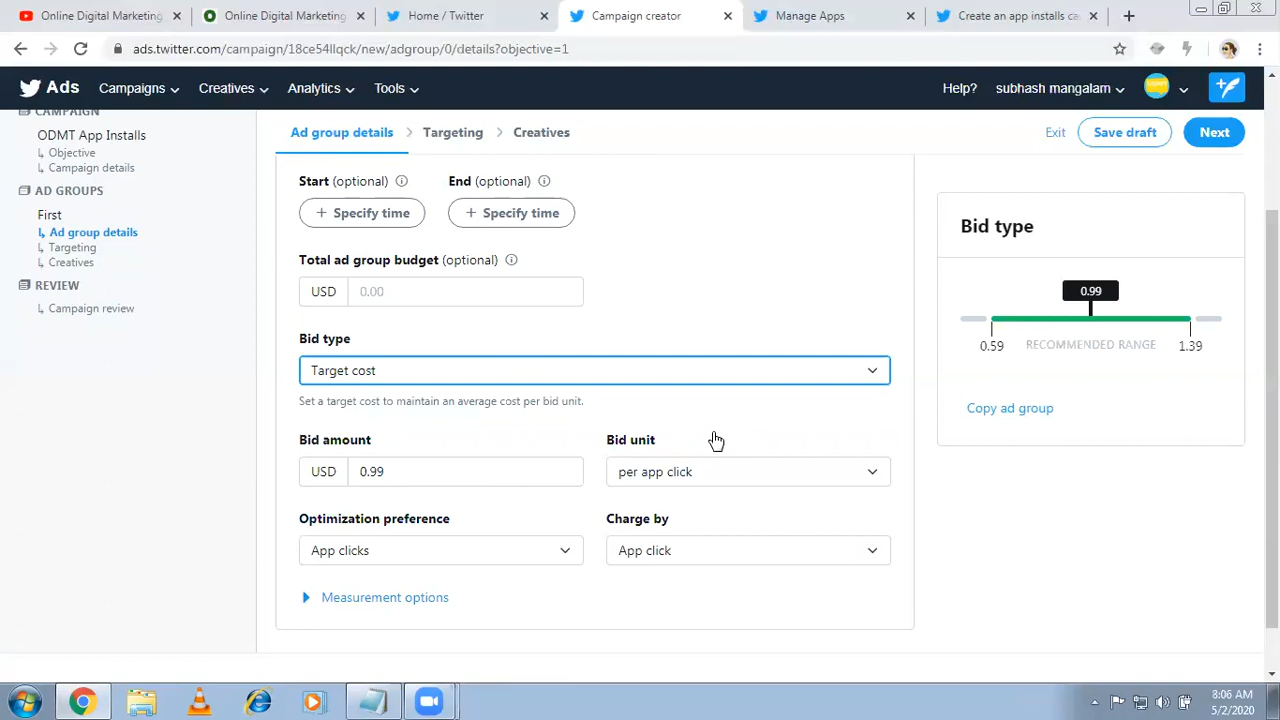 Online Digital Marketing
Online Digital Marketing
Home / Twitter
Campaign creator
Manage Apps
Create an app installs ca
ads.twitter.com/campaign/18ce54llqck/new/adgroup/0/details?objective=1
Ads
Campaigns
Creatives
Analytics
Tools
Help?
subhash mangalam
CAMPAIGN
ODMT App Installs
Objective
Campaign details
AD GROUPS
First
Ad group details
Targeting
Creatives
REVIEW
Campaign review
Ad group details
Targeting
Creatives
Exit
Save draft
Next
Start (optional)
End (optional)
+ Specify time
+ Specify time
Total ad group budget (optional)
USD
0.00
Bid type
Target cost
Set a target cost to maintain an average cost per bid unit.
Bid amount
Bid unit
USD
0.99
per app click
Optimization preference
Charge by
App clicks
App click
Measurement options
Bid type
0.99
0.59
RECOMMENDED RANGE
1.39
Copy ad group
8:06 AM
5/2/2020